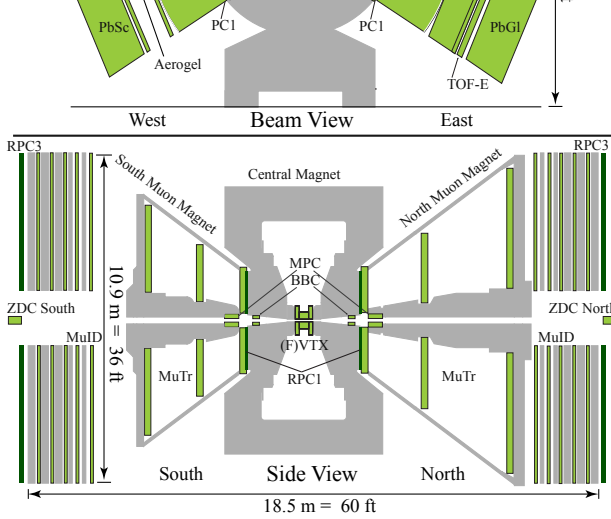 PbSc
Aerogel
PC1
PC1
PbGl
TOF-E
West
Beam View
East
RPC3
South Muon Magnet
Central Magnet
North Muon Magnet
RPC3
10.9 m = 36 ft
MPC
BBC
ZDC South
ZDC North
MuID
(F)VTX
MuID
MuTr
RPC1
MuTr
South
Side View
North
18.5 m = 60 ft